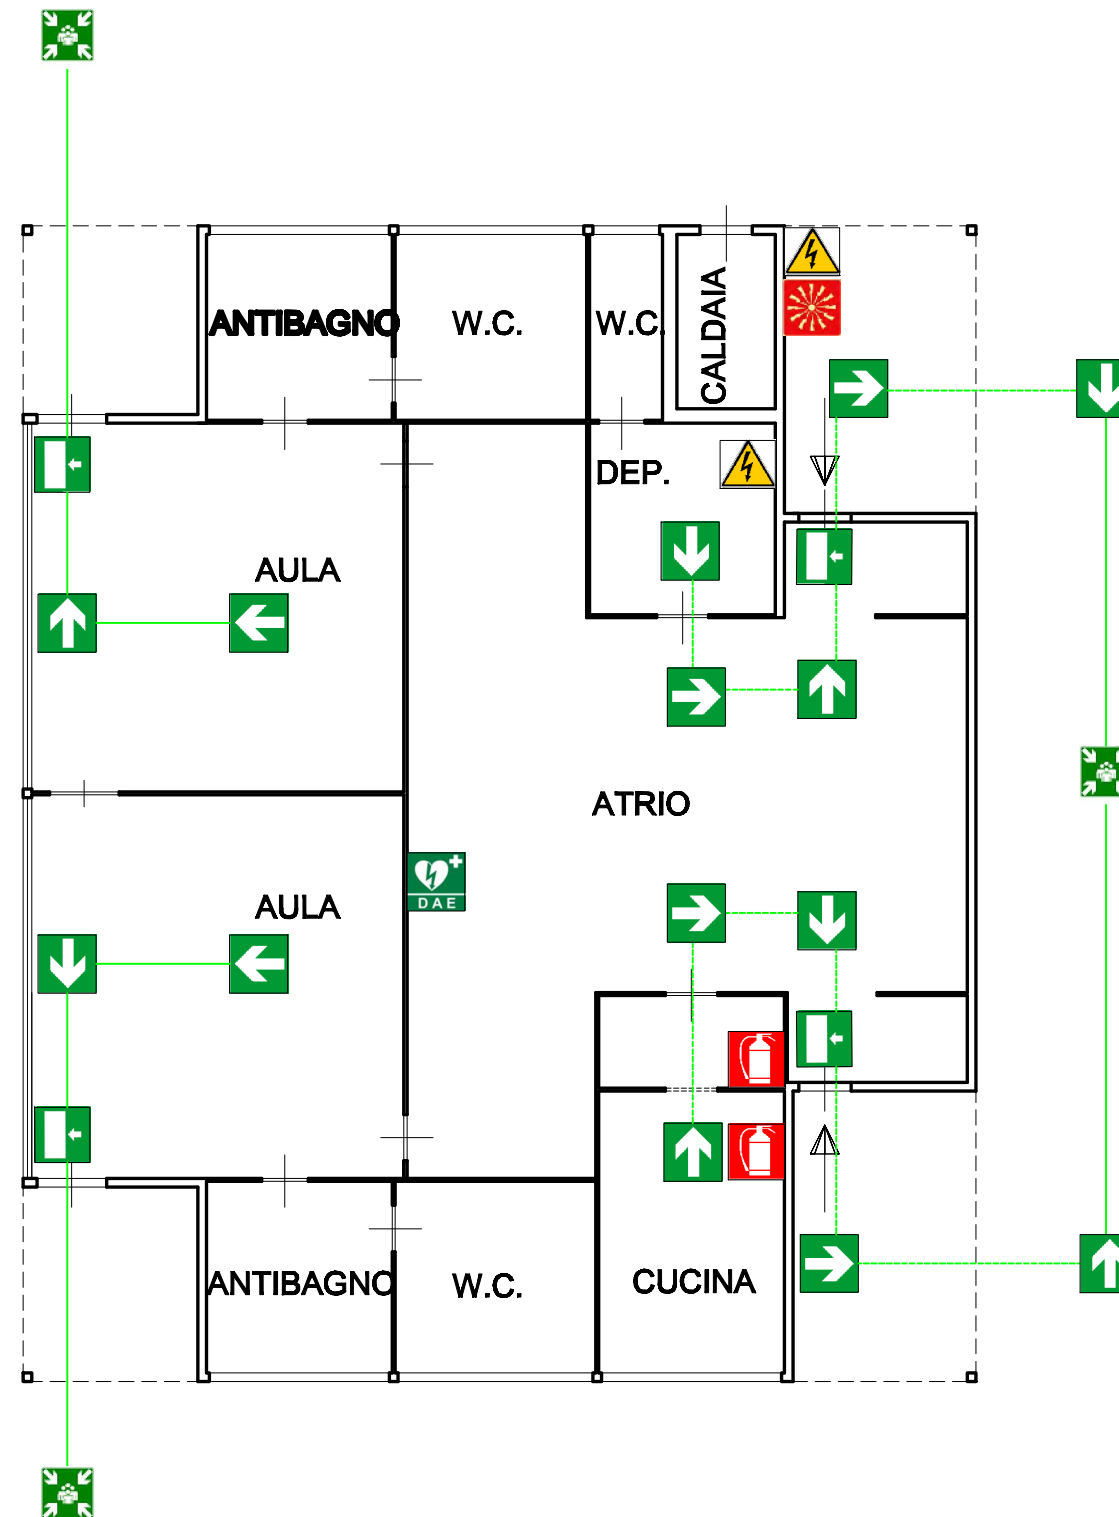 ANTIBAGNO
W.C.
W.C.
CALDAIA
DEP.
AULA
ATRIO
DAE
AULA
ANTIBAGNO
W.C.
CUCINA